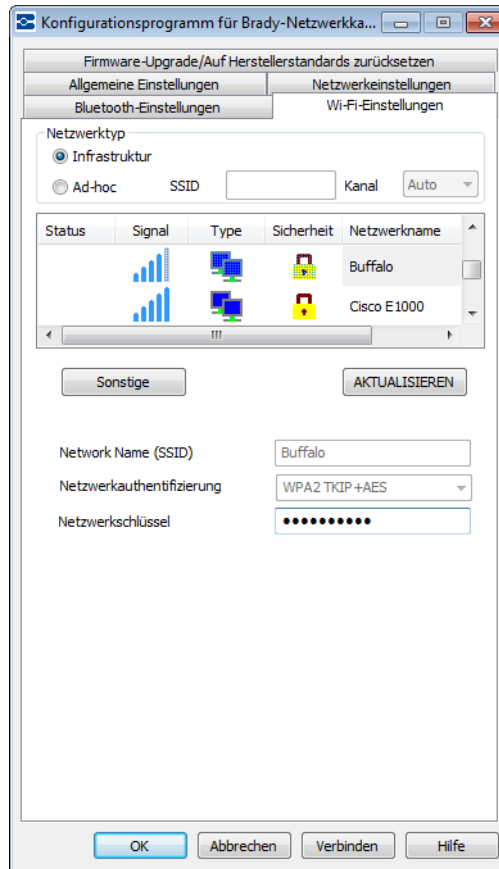 Konfigurationsprogramm für Brady-Netzwerkka...
Firmware-Upgrade/Auf Herstellerstandards zurücksetzen
Allgemeine Einstellungen Netzwerkeinstellungen
Bluetooth-Einstellungen Wi-Fi-Einstellungen
Netzwerktyp
Infrastruktur
Ad-hoc SSID Kanal Auto
Status Signal Type Sicherheit Netzwerkname
Buffalo
Cisco E1000
Sonstige AKTUALISIEREN
Network Name (SSID) Buffalo
Netzwerkauthentifizierung WPA2 TKIP+AES
Netzwerkschlüssel ••••••••••
OK Abbrechen Verbinden Hilfe